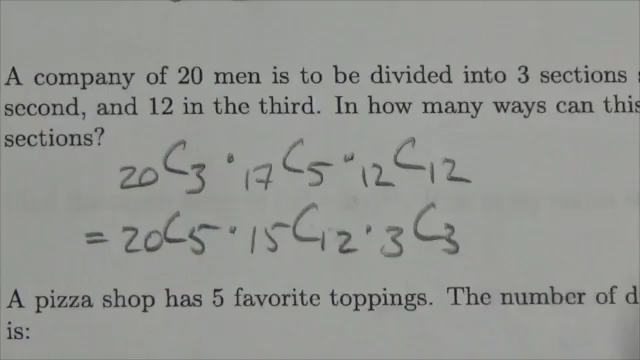 A company of 20 men is to be divided into 3 sections
second, and 12 in the third. In how many ways can this
sections?
20C3 · 17C5 · 12C12
= 20C5 · 15C12 · 3C3
A pizza shop has 5 favorite toppings. The number of d
is: